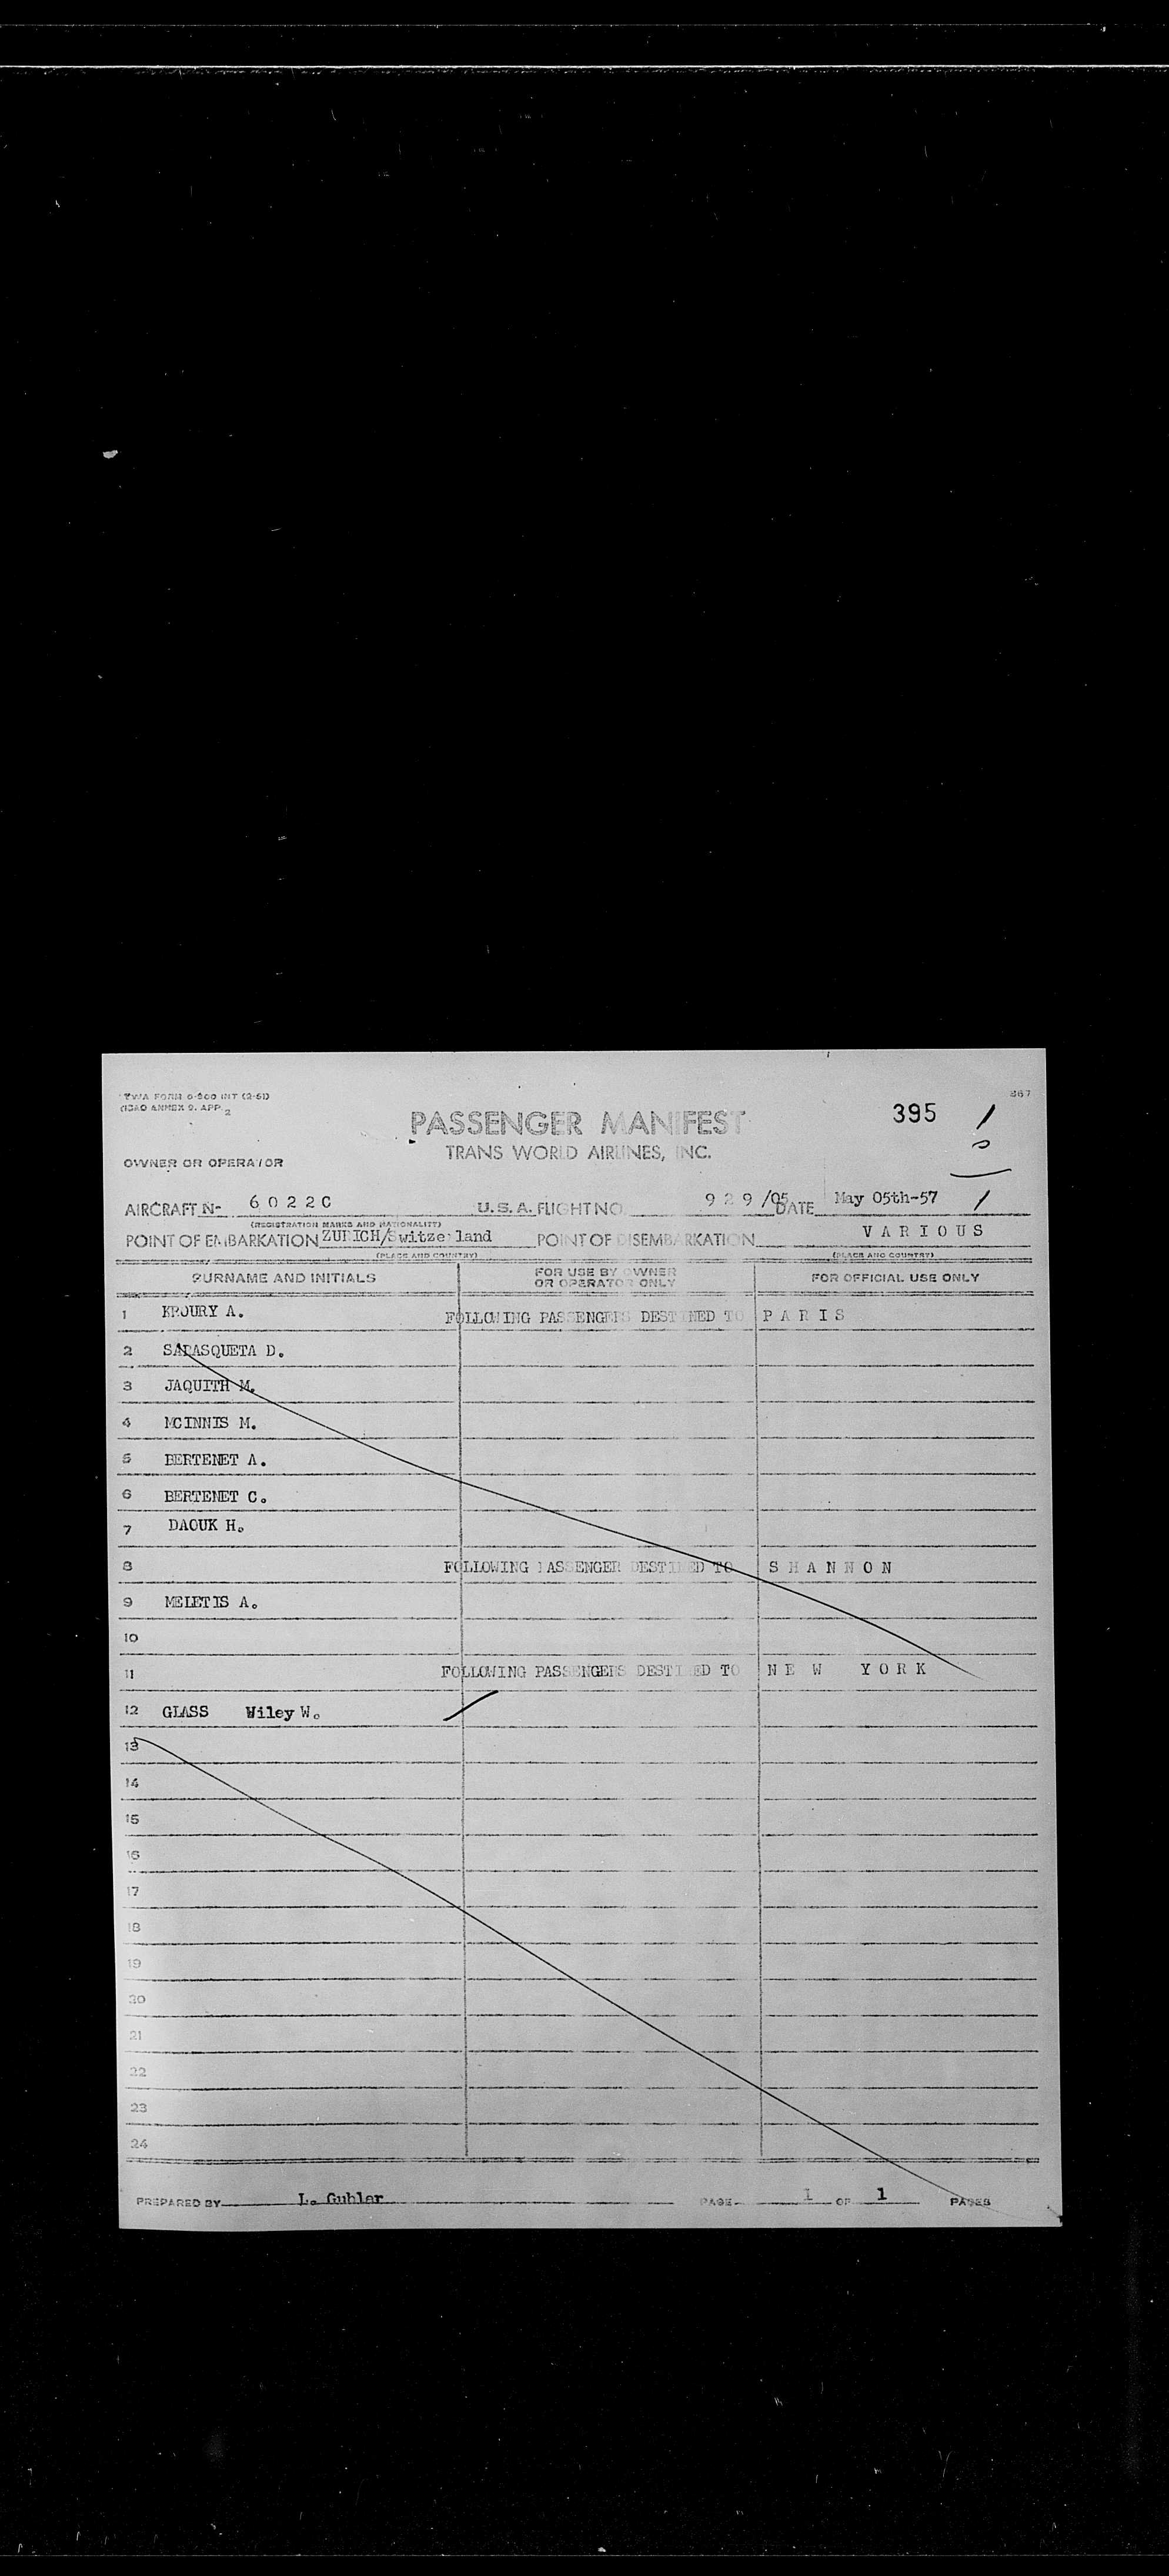 TWA FORM 0-900 INT (2-51)
(ICAO ANNEX 9, APP. 2
867
395
PASSENGER MANIFEST
TRANS WORLD AIRLINES, INC.
OWNER OR OPERATOR
AIRCRAFT N- 6022C U.S.A. FLIGHT NO. 929/05 DATE May 05th-57
(REGISTRATION MARKS AND NATIONALITY)
POINT OF EMBARKATION ZURICH/Switzerland POINT OF DISEMBARKATION VARIOUS
(PLACE AND COUNTRY) (PLACE AND COUNTRY)
SURNAME AND INITIALS FOR USE BY OWNER OR OPERATOR ONLY FOR OFFICIAL USE ONLY
1 KHOURY A. FOLLOWING PASSENGERS DESTINED TO PARIS
2 SARASQUETA D.
3 JAQUITH M.
4 MCINNIS M.
5 BERTENET A.
6 BERTENET C.
7 DAOUK H.
8 FOLLOWING PASSENGER DESTINED TO SHANNON
9 MELETIS A.
10
11 FOLLOWING PASSENGERS DESTINED TO NEW YORK
12 GLASS Wiley W.
13
14
15
16
17
18
19
20
21
22
23
24
PREPARED BY L. Gubler PAGE 1 OF 1 PAGES